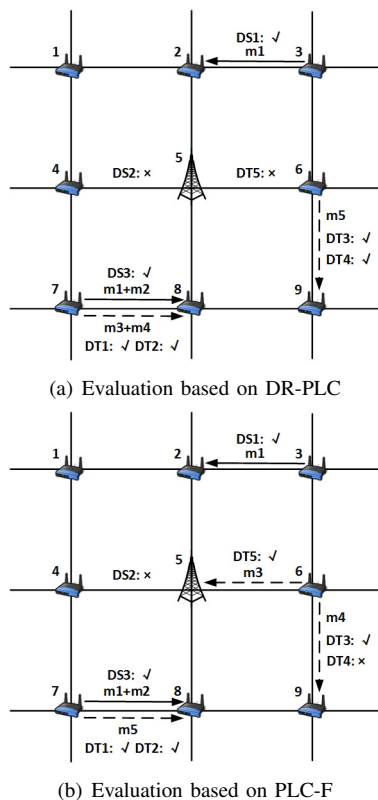 1 2 DS1: √ 3
m1
4 DS2: × 5 DT5: × 6
m5
DT3: √
DT4: √
7 DS3: √ 8 9
m1+m2
m3+m4
DT1: √ DT2: √
(a) Evaluation based on DR-PLC
1 2 DS1: √ 3
m1
4 DS2: × 5 DT5: √ 6
m3
m4
DT3: √
DT4: ×
7 DS3: √ 8 9
m1+m2
m5
DT1: √ DT2: √
(b) Evaluation based on PLC-F